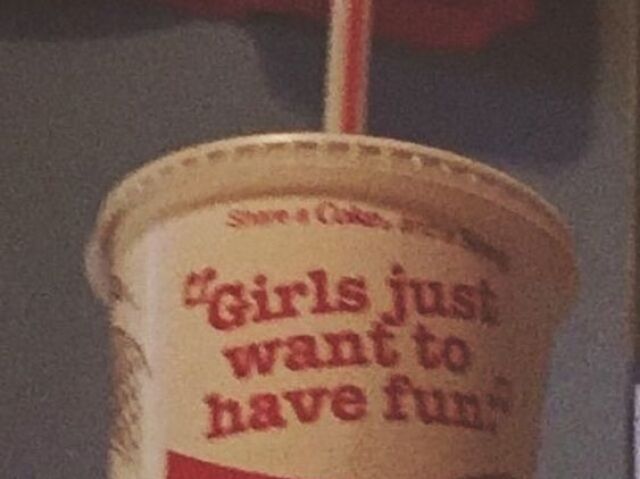 Share a Coke,
"Girls just
want to
have fun."